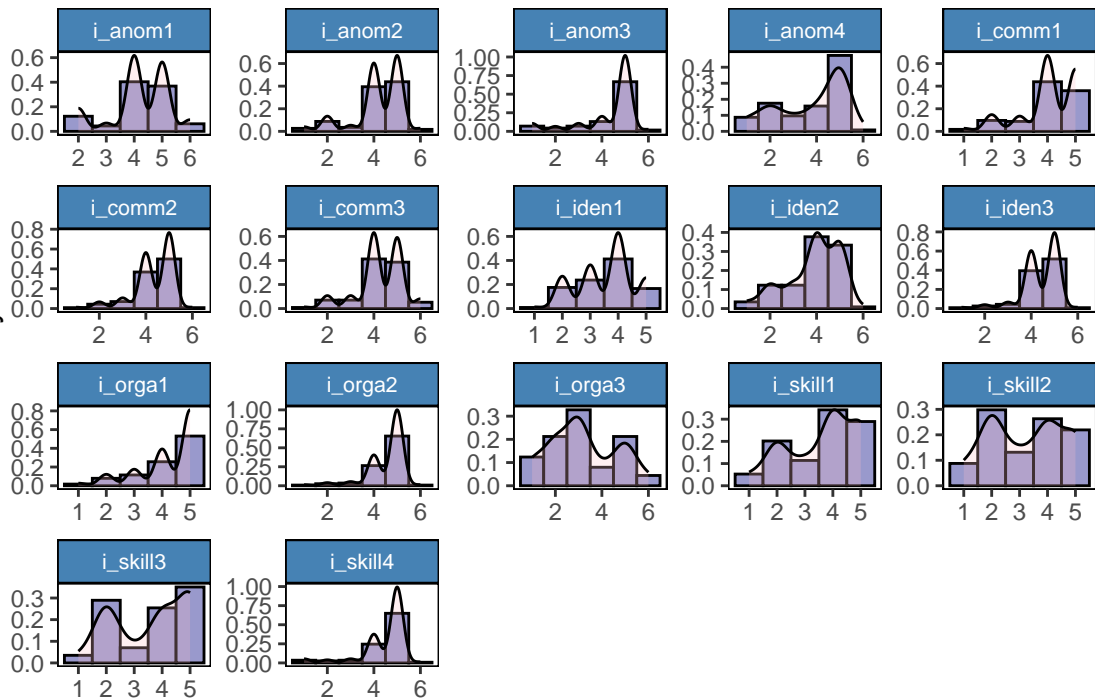 i_anom1 i_anom2 i_anom3 i_anom4 i_comm1
0.6 0.4 0.2 0.0 0.6 0.4 0.2 0.0 1.00 0.75 0.50 0.25 0.00 0.4 0.3 0.2 0.1 0.0 0.6 0.4 0.2 0.0
2 3 4 5 6 2 4 6 2 4 6 2 4 6 1 2 3 4 5
i_comm2 i_comm3 i_iden1 i_iden2 i_iden3
0.8 0.6 0.4 0.2 0.0 0.6 0.4 0.2 0.0 0.6 0.4 0.2 0.0 0.4 0.3 0.2 0.1 0.0 0.8 0.6 0.4 0.2 0.0
2 4 6 2 4 6 1 2 3 4 5 2 4 6 2 4 6
i_orga1 i_orga2 i_orga3 i_skill1 i_skill2
0.8 0.6 0.4 0.2 0.0 1.00 0.75 0.50 0.25 0.00 0.3 0.2 0.1 0.0 0.3 0.2 0.1 0.0 0.3 0.2 0.1 0.0
1 2 3 4 5 2 4 6 2 4 6 1 2 3 4 5 1 2 3 4 5
i_skill3 i_skill4
0.3 0.2 0.1 0.0 1.00 0.75 0.50 0.25 0.00
1 2 3 4 5 2 4 6